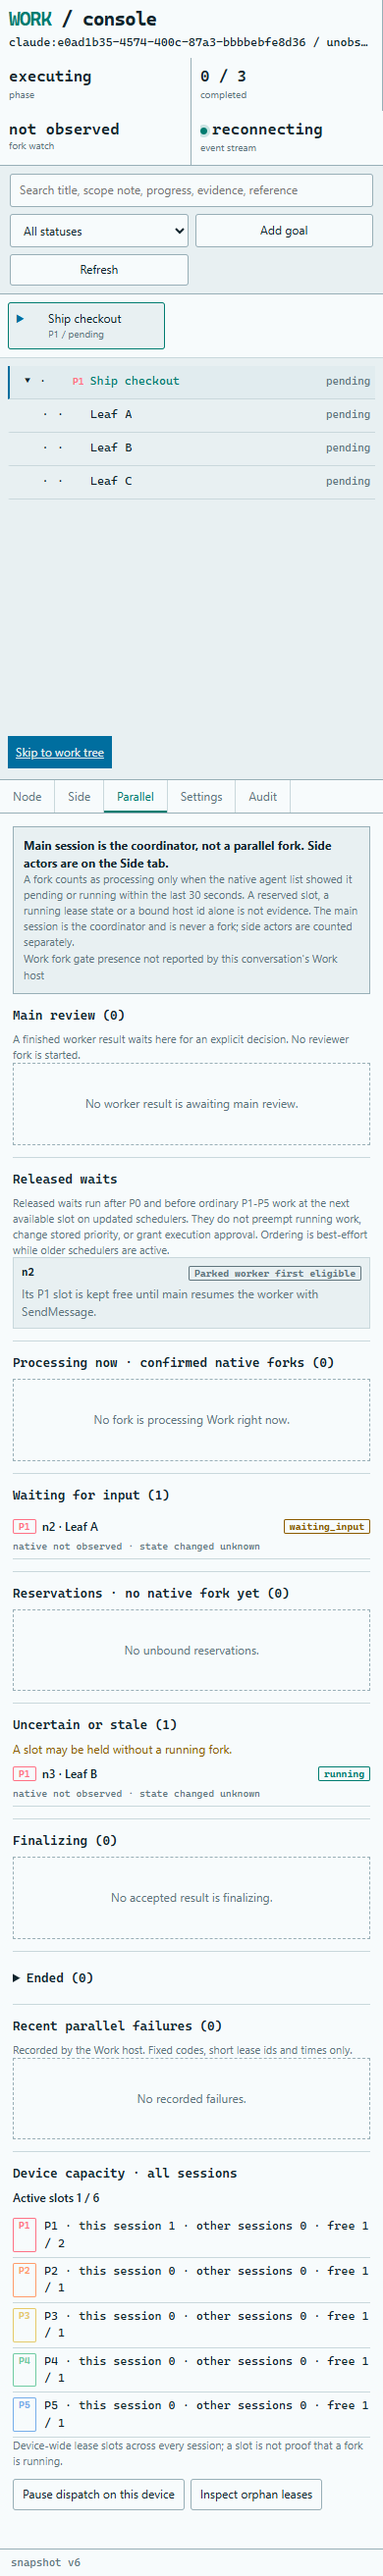 WORK / console
claude:e0ad1b35-4574-400c-87a3-bbbbebfe8d36 / unobs…
executing
phase
0 / 3
completed
not observed
fork watch
reconnecting
event stream
Search title, scope note, progress, evidence, reference
All statuses
Add goal
Refresh
Ship checkout
P1 / pending
P1 Ship checkout pending
Leaf A pending
Leaf B pending
Leaf C pending
Skip to work tree
Node Side Parallel Settings Audit
Main session is the coordinator, not a parallel fork. Side
actors are on the Side tab.
A fork counts as processing only when the native agent list showed it
pending or running within the last 30 seconds. A reserved slot, a
running lease state or a bound host id alone is not evidence. The main
session is the coordinator and is never a fork; side actors are counted
separately.
Work fork gate presence not reported by this conversation's Work
host
Main review (0)
A finished worker result waits here for an explicit decision. No reviewer
fork is started.
No worker result is awaiting main review.
Released waits
Released waits run after P0 and before ordinary P1-P5 work at the next
available slot on updated schedulers. They do not preempt running work,
change stored priority, or grant execution approval. Ordering is best-effort
while older schedulers are active.
n2 Parked worker first eligible
Its P1 slot is kept free until main resumes the worker with
SendMessage.
Processing now · confirmed native forks (0)
No fork is processing Work right now.
Waiting for input (1)
P1 n2 · Leaf A waiting_input
native not observed · state changed unknown
Reservations · no native fork yet (0)
No unbound reservations.
Uncertain or stale (1)
A slot may be held without a running fork.
P1 n3 · Leaf B running
native not observed · state changed unknown
Finalizing (0)
No accepted result is finalizing.
Ended (0)
Recent parallel failures (0)
Recorded by the Work host. Fixed codes, short lease ids and times only.
No recorded failures.
Device capacity · all sessions
Active slots 1 / 6
P1 P1 · this session 1 · other sessions 0 · free 1
/ 2
P2 P2 · this session 0 · other sessions 0 · free 1
/ 1
P3 P3 · this session 0 · other sessions 0 · free 1
/ 1
P4 P4 · this session 0 · other sessions 0 · free 1
/ 1
P5 P5 · this session 0 · other sessions 0 · free 1
/ 1
Device-wide lease slots across every session; a slot is not proof that a fork
is running.
Pause dispatch on this device
Inspect orphan leases
snapshot v6